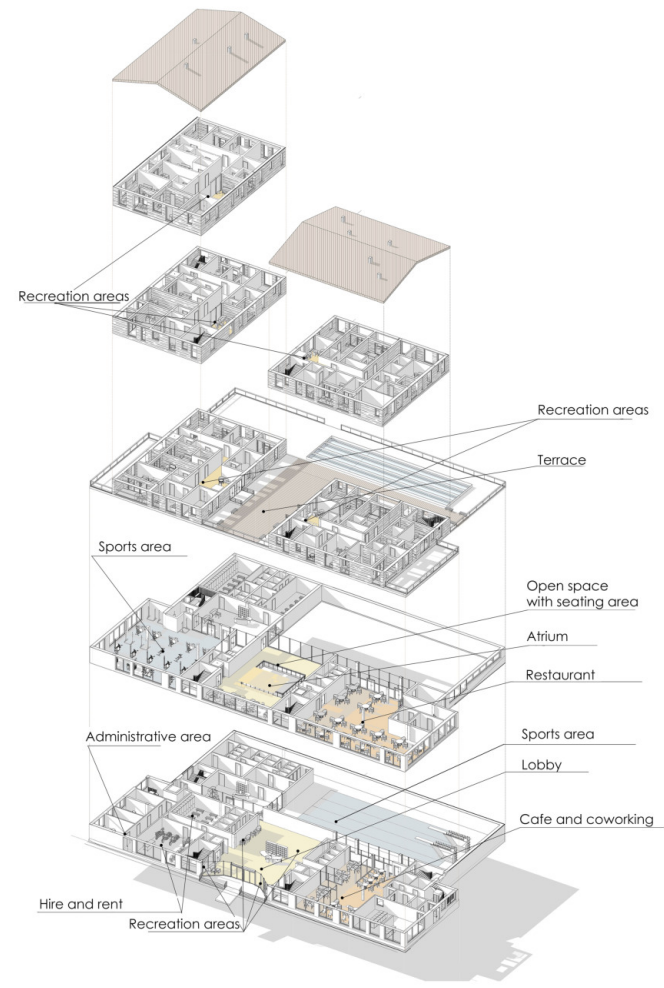 Recreation areas
Recreation areas
Terrace
Sports area
Open space
with seating area
Atrium
Restaurant
Administrative area
Sports area
Lobby
Cafe and coworking
Hire and rent
Recreation areas